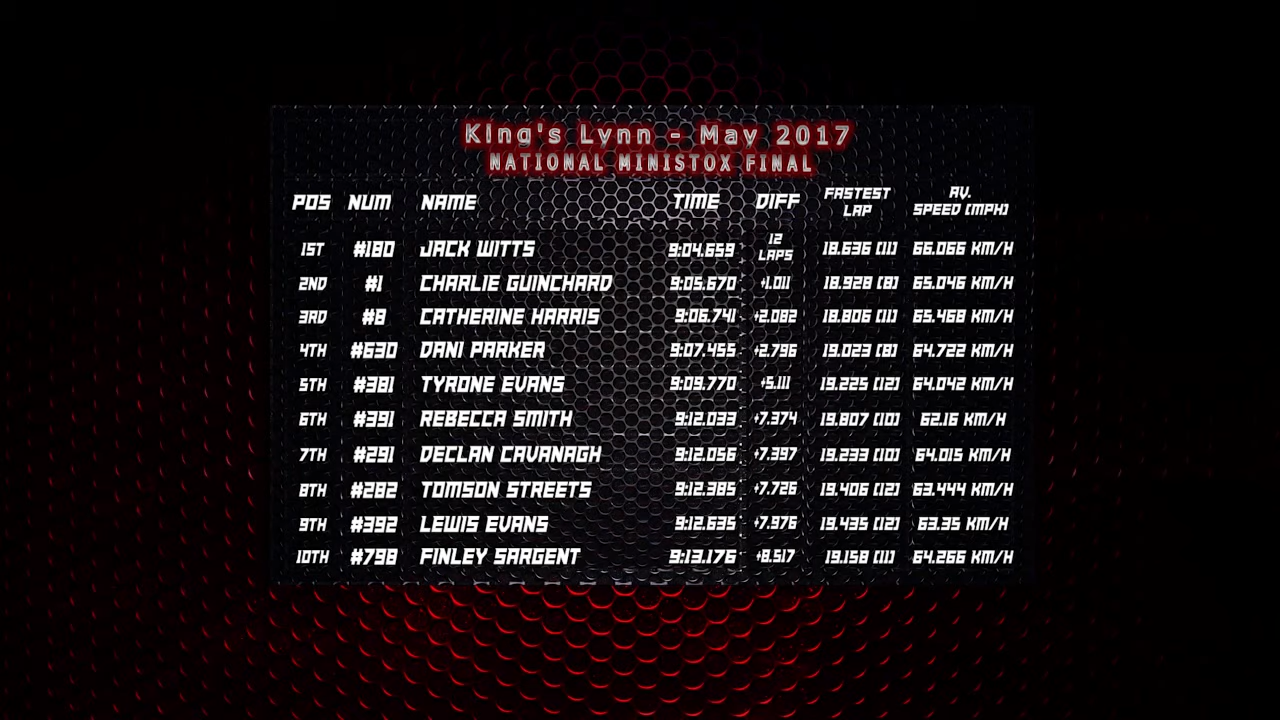 King's Lynn - May 2017
NATIONAL MINISTOX FINAL
POS NUM NAME TIME DIFF FASTEST LAP AV. SPEED (MPH)
1ST #180 JACK WITTS 9:04.659 12 LAPS 18.636 (11) 66.066 KM/H
2ND #1 CHARLIE GUINCHARD 9:05.670 +1.011 18.928 (8) 65.046 KM/H
3RD #8 CATHERINE HARRIS 9:06.741 +2.082 18.806 (11) 65.468 KM/H
4TH #630 DANI PARKER 9:07.455 +2.796 19.023 (8) 64.722 KM/H
5TH #381 TYRONE EVANS 9:09.770 +5.111 19.225 (12) 64.042 KM/H
6TH #391 REBECCA SMITH 9:12.033 +7.374 19.807 (10) 62.16 KM/H
7TH #291 DECLAN CAVANAGH 9:12.056 +7.397 19.233 (10) 64.015 KM/H
8TH #282 TOMSON STREETS 9:12.385 +7.726 19.406 (12) 63.444 KM/H
9TH #392 LEWIS EVANS 9:12.635 +7.976 19.435 (12) 63.35 KM/H
10TH #798 FINLEY SARGENT 9:13.176 +8.517 19.158 (11) 64.266 KM/H